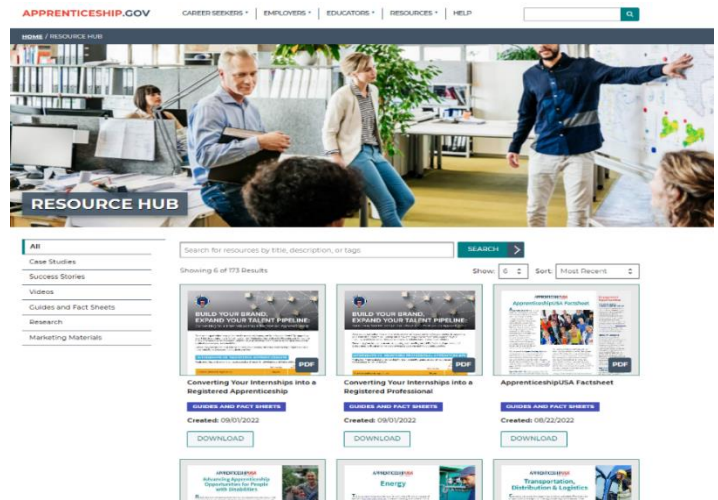 APPRENTICESHIP.GOV
CAREER SEEKERS
EMPLOYERS
EDUCATORS
RESOURCES
HELP
HOME / RESOURCE HUB
RESOURCE HUB
All
Case Studies
Success Stories
Videos
Guides and Fact Sheets
Research
Marketing Materials
Search for resources by title, description, or tags
SEARCH
Showing 6 of 173 Results
Show: 6
Sort: Most Recent
BUILD YOUR BRAND,
EXPAND YOUR TALENT PIPELINE:
PDF
Converting Your Internships into a
Registered Apprenticeship
GUIDES AND FACT SHEETS
Created: 09/01/2022
DOWNLOAD
BUILD YOUR BRAND,
EXPAND YOUR TALENT PIPELINE:
PDF
Converting Your Internships into a
Registered Professional
GUIDES AND FACT SHEETS
Created: 09/01/2022
DOWNLOAD
ApprenticeshipUSA Factsheet
PDF
ApprenticeshipUSA Factsheet
GUIDES AND FACT SHEETS
Created: 08/22/2022
DOWNLOAD
APPRENTICESHIPUSA
Advancing Apprenticeship
Opportunities for People
with Disabilities
APPRENTICESHIPUSA
Energy
APPRENTICESHIPUSA
Transportation,
Distribution & Logistics